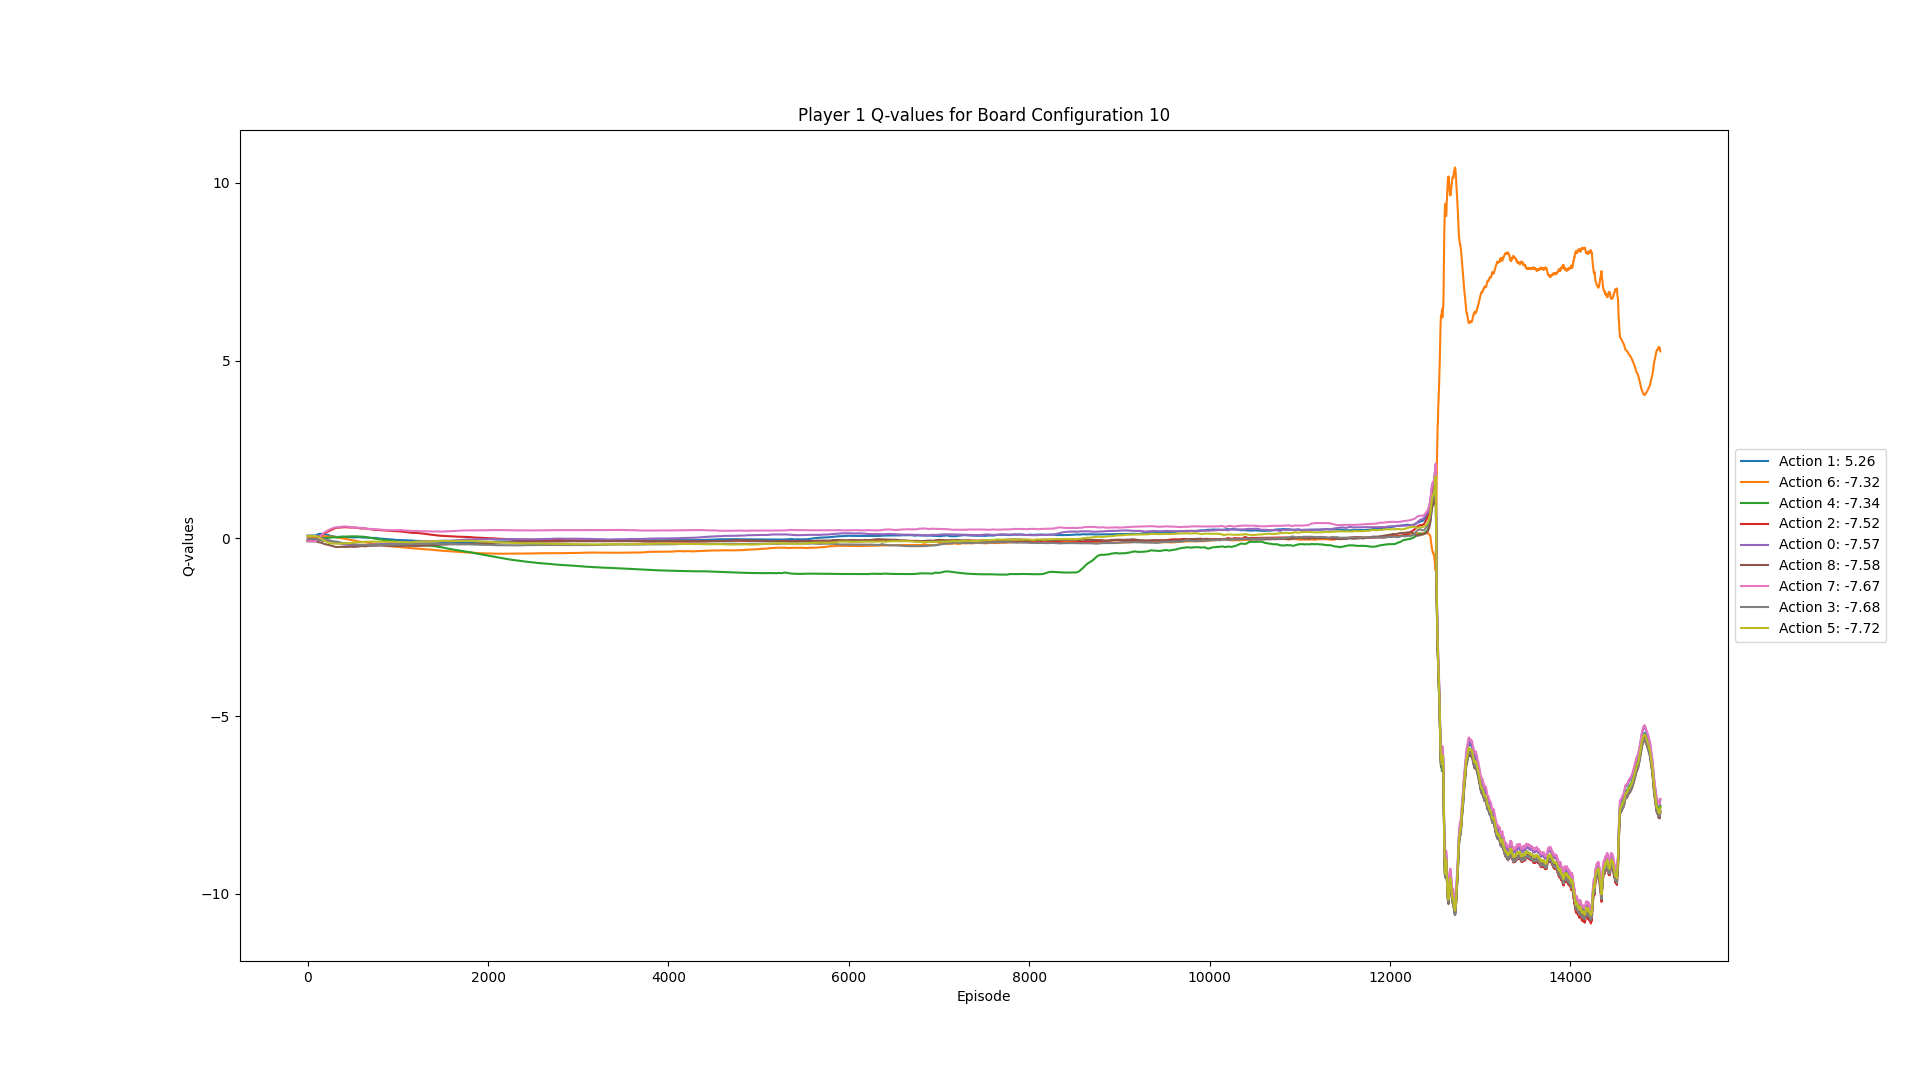 Player 1 Q-values for Board Configuration 10
10
5
0
−5
−10
Q-values
0
2000
4000
6000
8000
10000
12000
14000
Episode
Action 1: 5.26
Action 6: -7.32
Action 4: -7.34
Action 2: -7.52
Action 0: -7.57
Action 8: -7.58
Action 7: -7.67
Action 3: -7.68
Action 5: -7.72